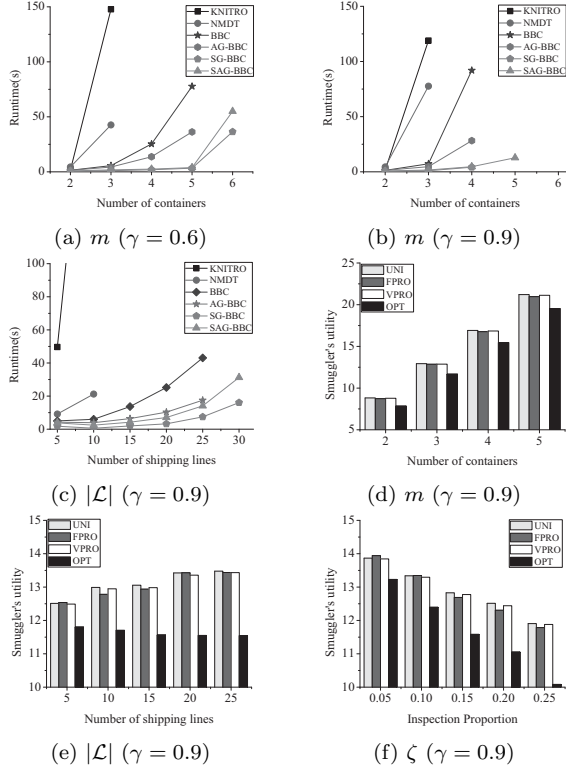 150
125
100
75
50
25
0
Runtime(s)
2 3 4 5 6
Number of containers
KNITRO
NMDT
BBC
AG-BBC
SG-BBC
SAG-BBC
(a) m (γ = 0.6)
150
100
50
0
Runtime(s)
2 3 4 5 6
Number of containers
KNITRO
NMDT
BBC
AG-BBC
SG-BBC
SAG-BBC
(b) m (γ = 0.9)
100
80
60
40
20
0
Runtime(s)
5 10 15 20 25 30
Number of shipping lines
KNITRO
NMDT
BBC
AG-BBC
SG-BBC
SAG-BBC
(c) |ℒ| (γ = 0.9)
25
20
15
10
5
Smuggler's utility
2 3 4 5
Number of containers
UNI
FPRO
VPRO
OPT
(d) m (γ = 0.9)
15
14
13
12
11
10
Smuggler's utility
5 10 15 20 25
Number of shipping lines
UNI
FPRO
VPRO
OPT
(e) |ℒ| (γ = 0.9)
15
14
13
12
11
10
Smuggler's utility
0.05 0.10 0.15 0.20 0.25
Inspection Proportion
UNI
FPRO
VPRO
OPT
(f) ζ (γ = 0.9)